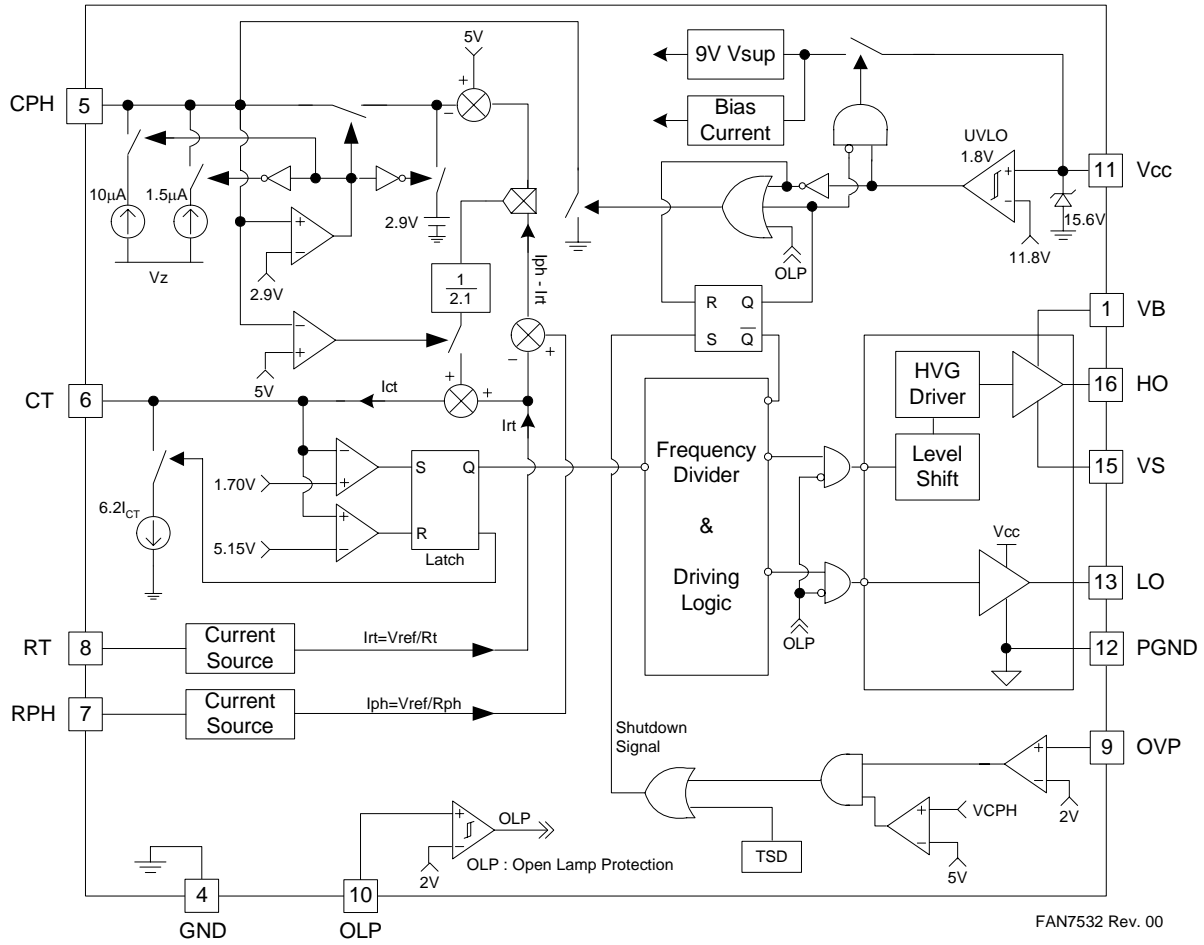 5V
9V Vsup
CPH
5
+
−
Bias
Current
UVLO
1.8V
+
−
11
Vcc
10µA
1.5µA
2.9V
15.6V
11.8V
OLP
Vz
+
−
2.9V
1
2.1
Iph - Irt
R
Q
S
Q
1
VB
−
+
5V
−
+
HVG
Driver
16
HO
CT
6
Ict
+
+
Irt
Level
Shift
15
VS
Frequency
Divider
&
Driving
Logic
−
+
1.70V
S
Q
6.2ICT
+
−
5.15V
R
Latch
Vcc
13
LO
OLP
RT
8
Current
Source
Irt=Vref/Rt
12
PGND
RPH
7
Current
Source
Iph=Vref/Rph
Shutdown
Signal
+
−
9
OVP
2V
+
−
VCPH
5V
TSD
+
−
OLP
2V
OLP : Open Lamp Protection
4
10
GND
OLP
FAN7532 Rev. 00